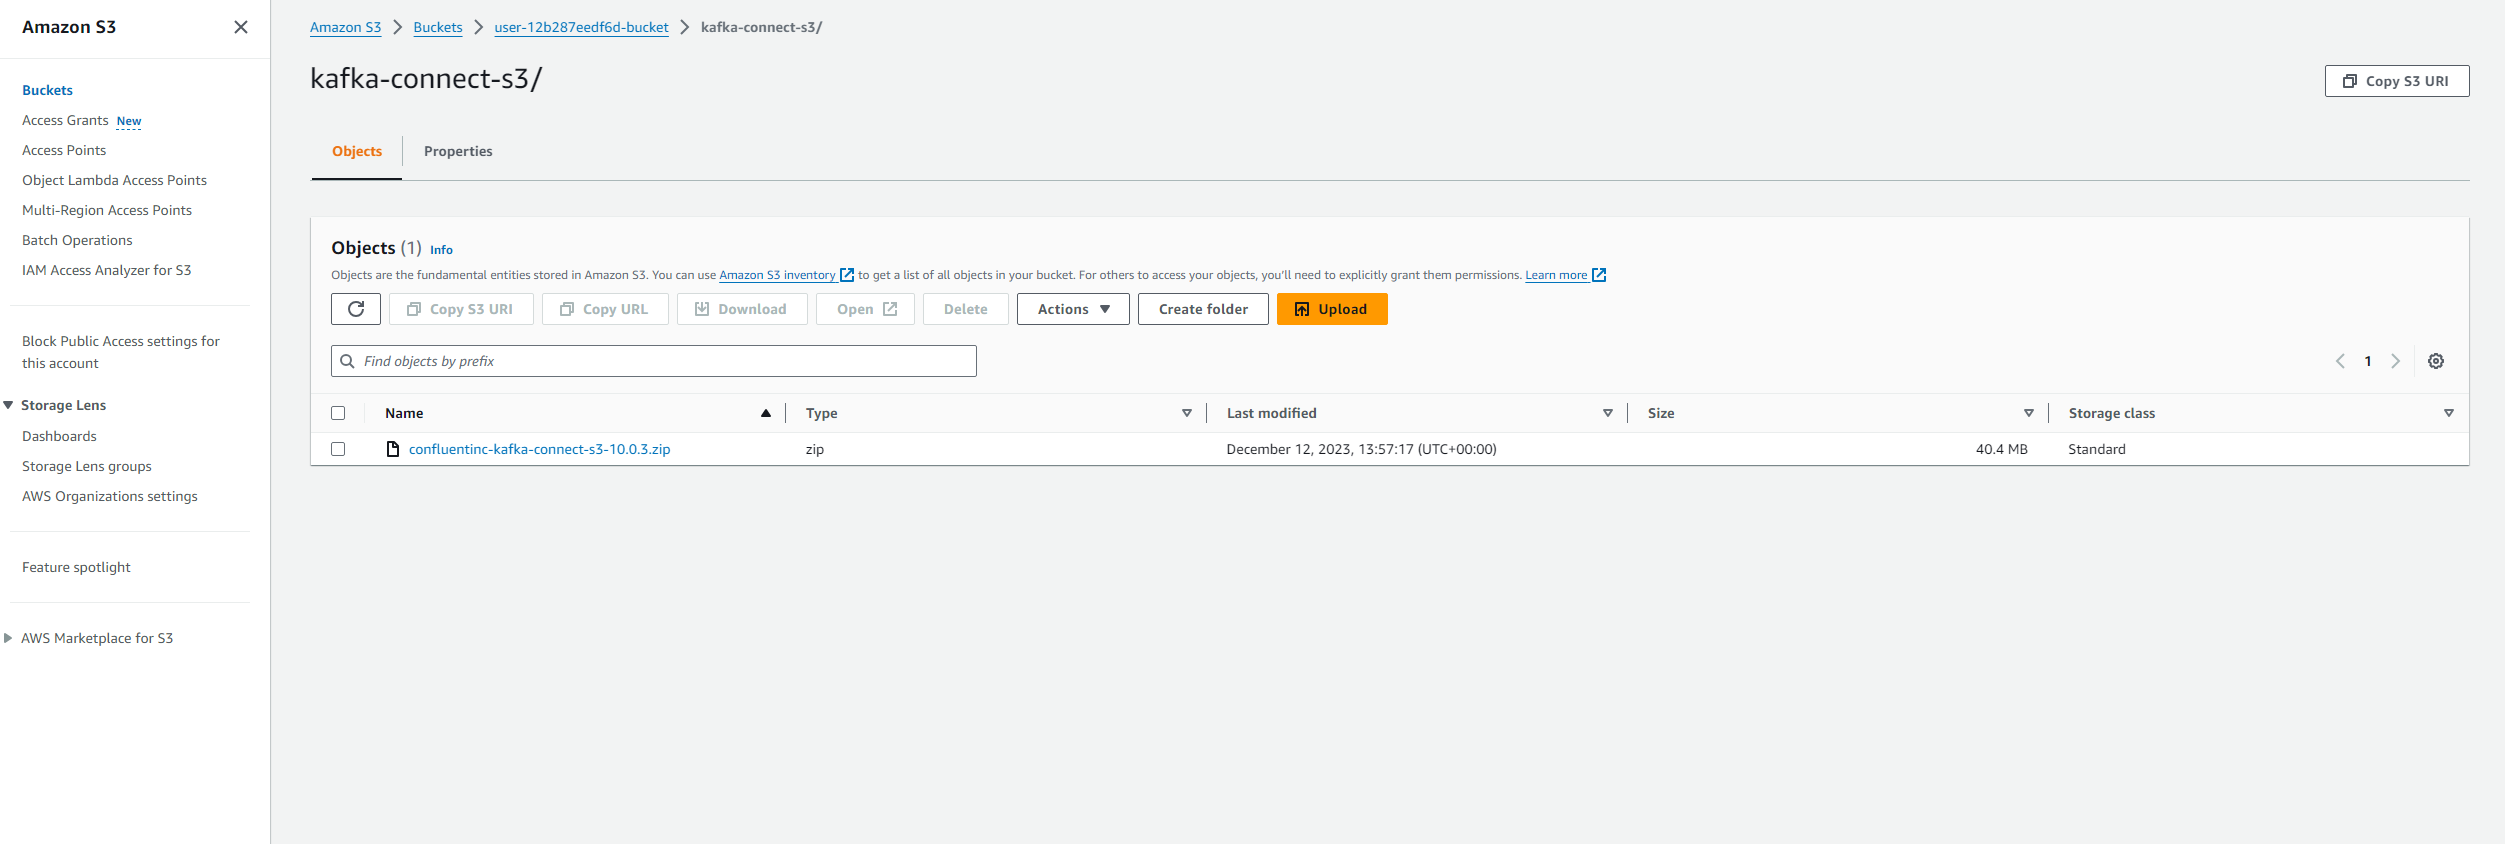 Amazon S3
Buckets
Access Grants New
Access Points
Object Lambda Access Points
Multi-Region Access Points
Batch Operations
IAM Access Analyzer for S3
Block Public Access settings for
this account
Storage Lens
Dashboards
Storage Lens groups
AWS Organizations settings
Feature spotlight
AWS Marketplace for S3
Amazon S3 > Buckets > user-12b287eedf6d-bucket > kafka-connect-s3/
kafka-connect-s3/
Copy S3 URI
Objects Properties
Objects (1) Info
Objects are the fundamental entities stored in Amazon S3. You can use Amazon S3 inventory to get a list of all objects in your bucket. For others to access your objects, you'll need to explicitly grant them permissions. Learn more
Copy S3 URI Copy URL Download Open Delete Actions Create folder Upload
Find objects by prefix
1
Name Type Last modified Size Storage class
confluentinc-kafka-connect-s3-10.0.3.zip zip December 12, 2023, 13:57:17 (UTC+00:00) 40.4 MB Standard